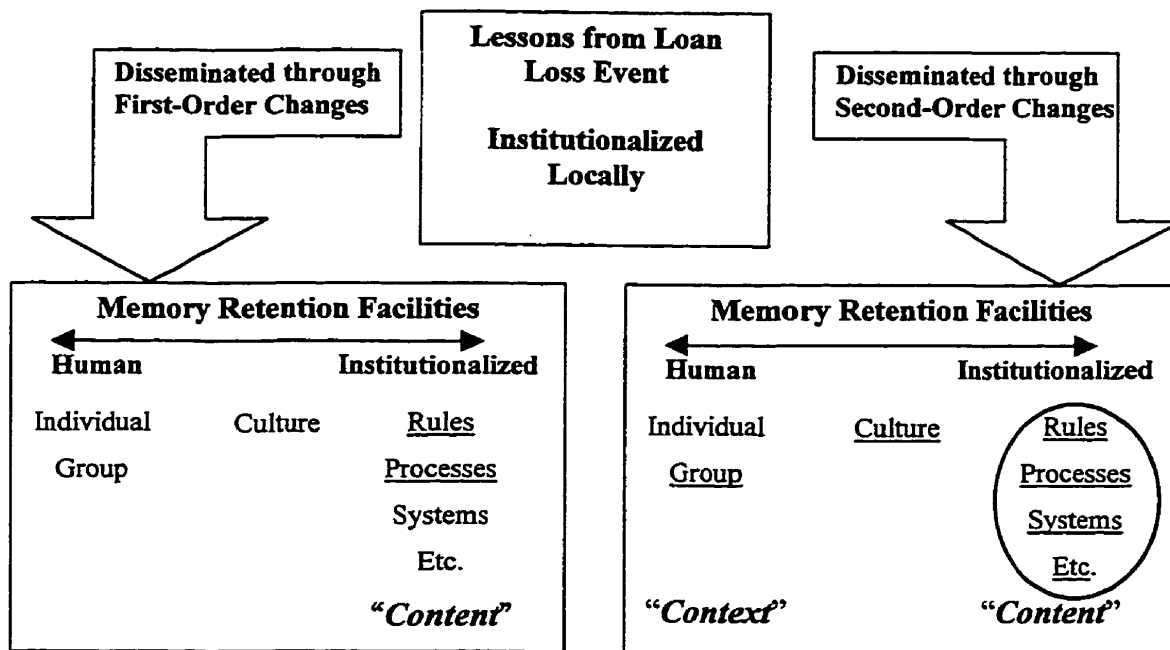 Lessons from Loan
Loss Event
Institutionalized
Locally
Disseminated through
First-Order Changes
Disseminated through
Second-Order Changes
Memory Retention Facilities
Human Institutionalized
Individual Culture Rules
Group Processes
Systems
Etc.
"Content"
Memory Retention Facilities
Human Institutionalized
Individual Culture Rules
Group Processes
Systems
Etc.
"Context" "Content"